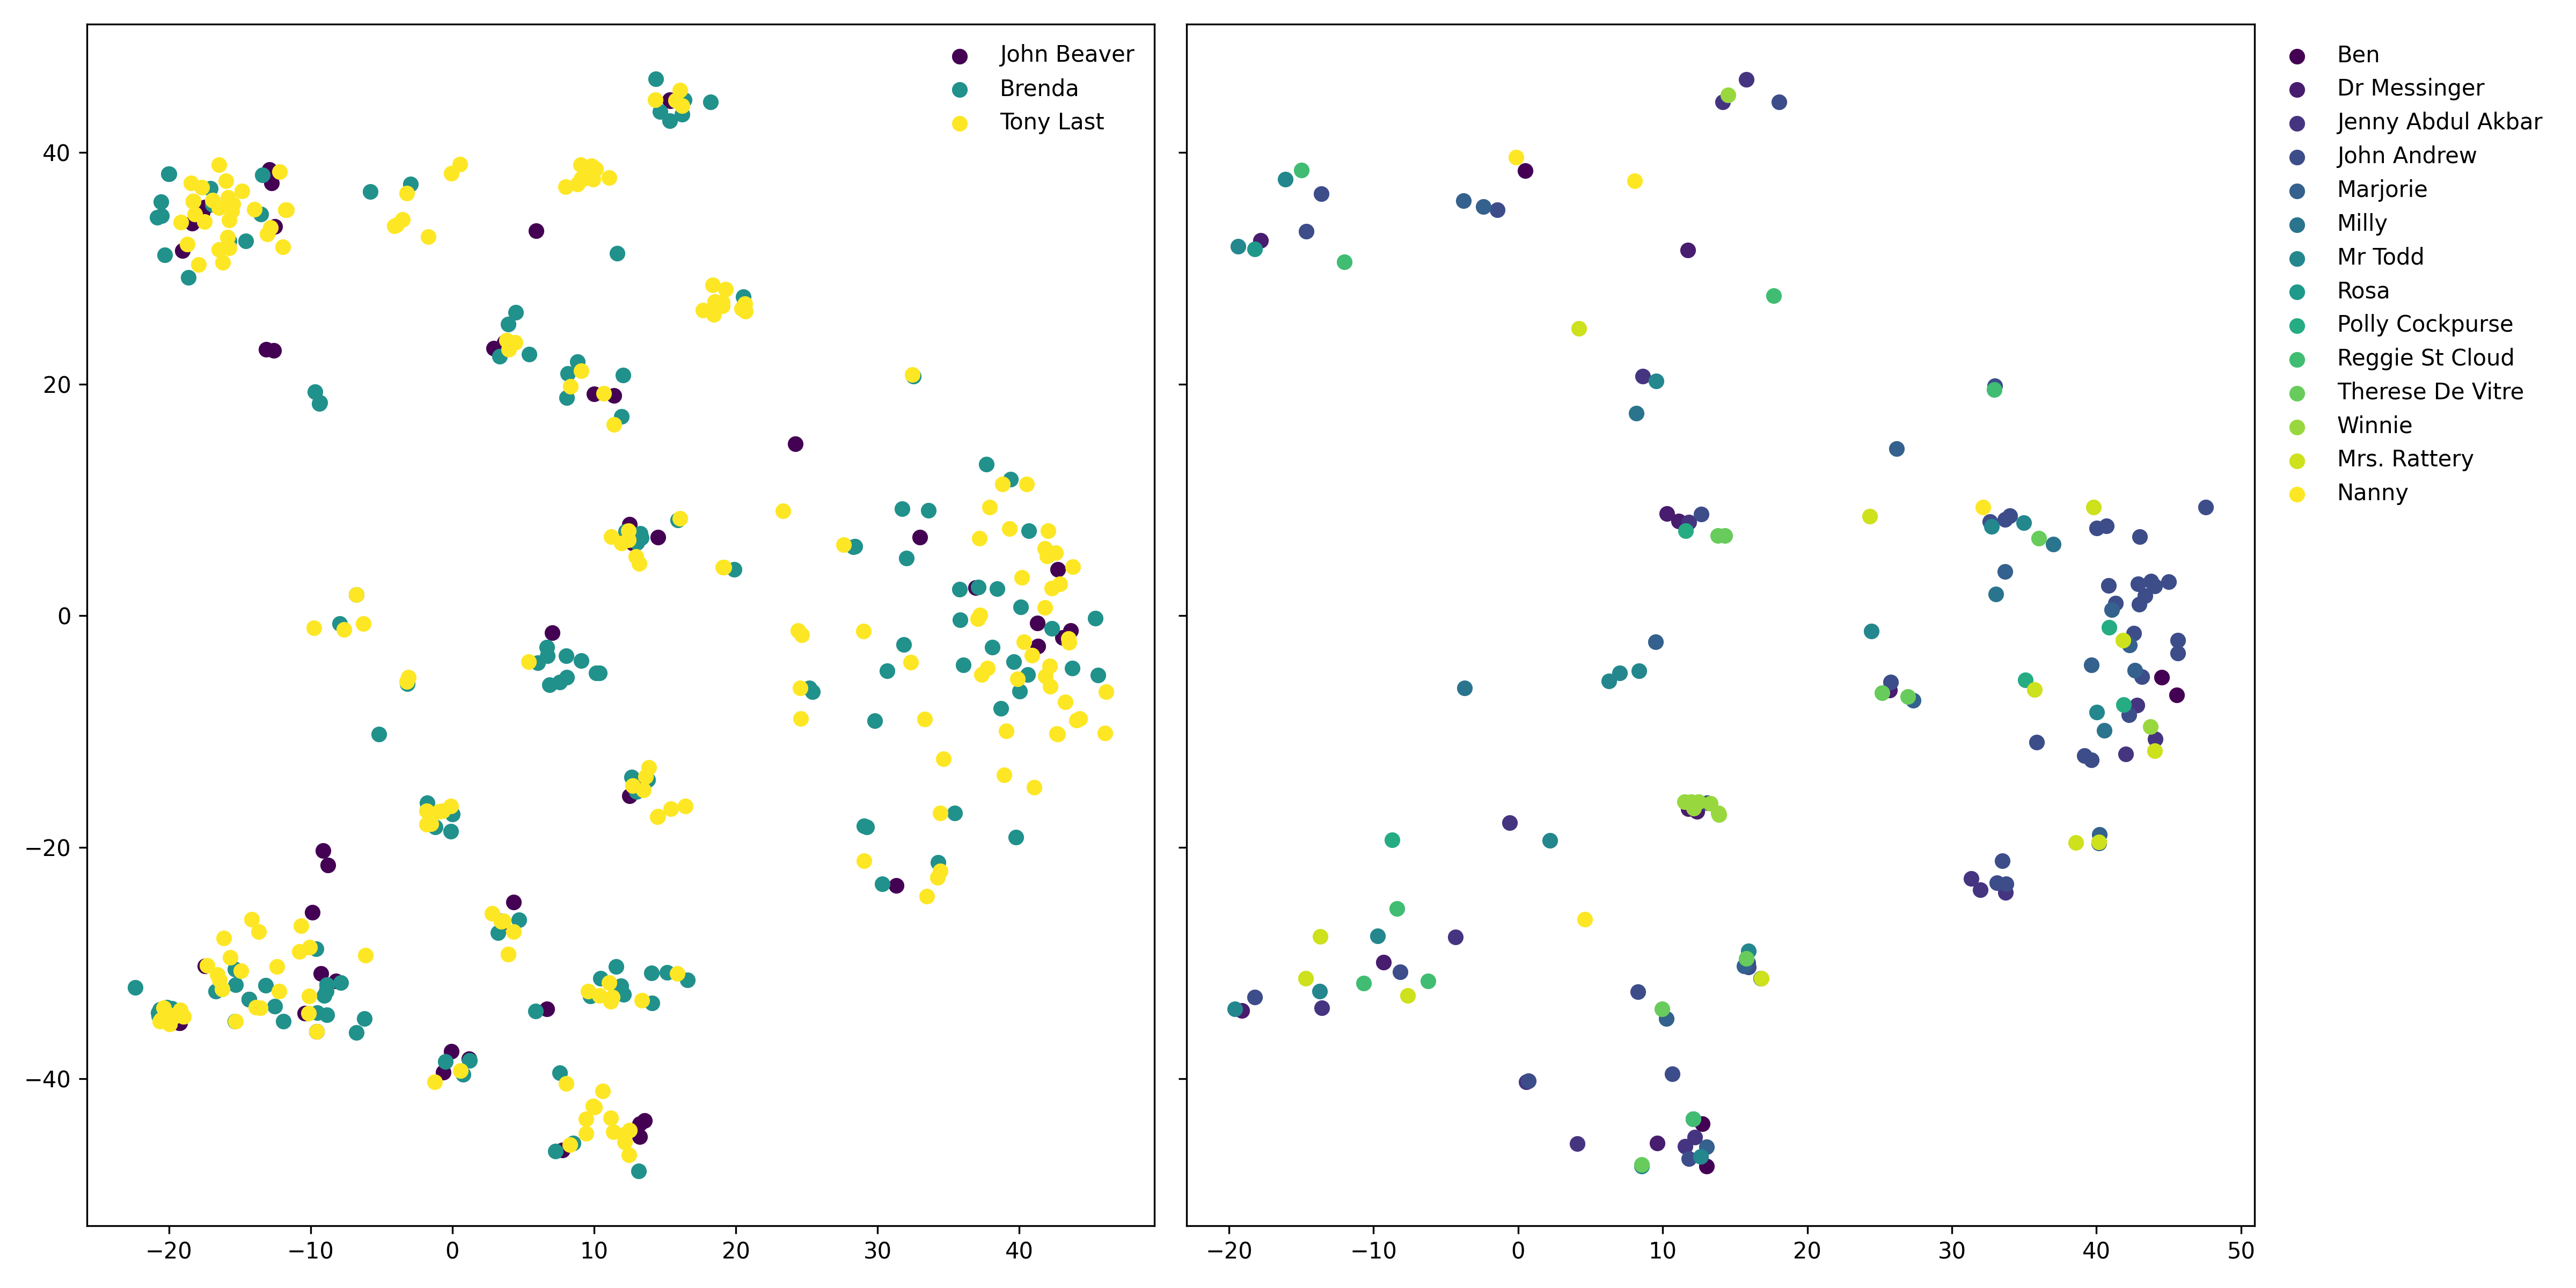 John Beaver
Brenda
Tony Last
Ben
Dr Messinger
Jenny Abdul Akbar
John Andrew
Marjorie
Milly
Mr Todd
Rosa
Polly Cockpurse
Reggie St Cloud
Therese De Vitre
Winnie
Mrs. Rattery
Nanny
40
20
0
−20
−40
−20 −10 0 10 20 30 40
−20 −10 0 10 20 30 40 50